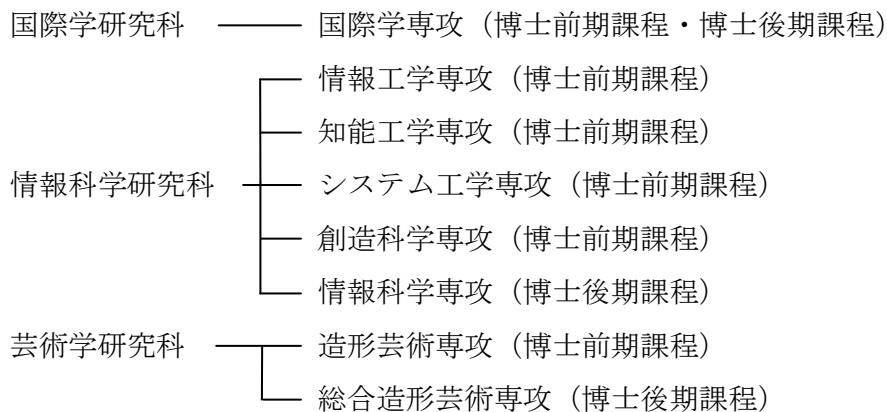 国際学研究科 国際学専攻（博士前期課程・博士後期課程）
情報工学専攻（博士前期課程）
知能工学専攻（博士前期課程）
情報科学研究科 システム工学専攻（博士前期課程）
創造科学専攻（博士前期課程）
情報科学専攻（博士後期課程）
芸術学研究科 造形芸術専攻（博士前期課程）
総合造形芸術専攻（博士後期課程）